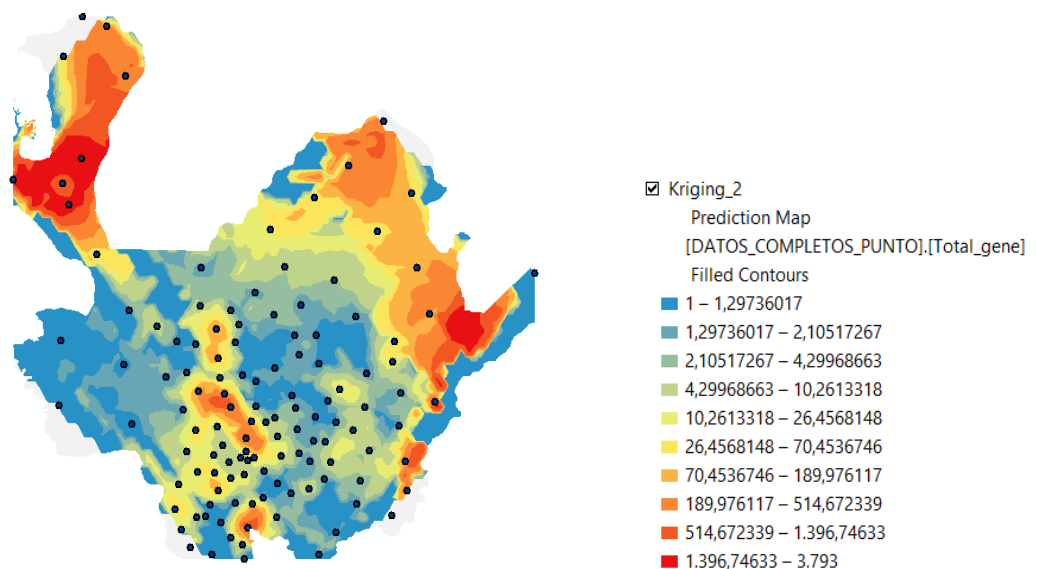 Kriging_2
Prediction Map
[DATOS_COMPLETOS_PUNTO].[Total_gene]
Filled Contours
1 – 1,29736017
1,29736017 – 2,10517267
2,10517267 – 4,29968663
4,29968663 – 10,2613318
10,2613318 – 26,4568148
26,4568148 – 70,4536746
70,4536746 – 189,976117
189,976117 – 514,672339
514,672339 – 1.396,74633
1.396,74633 – 3.793